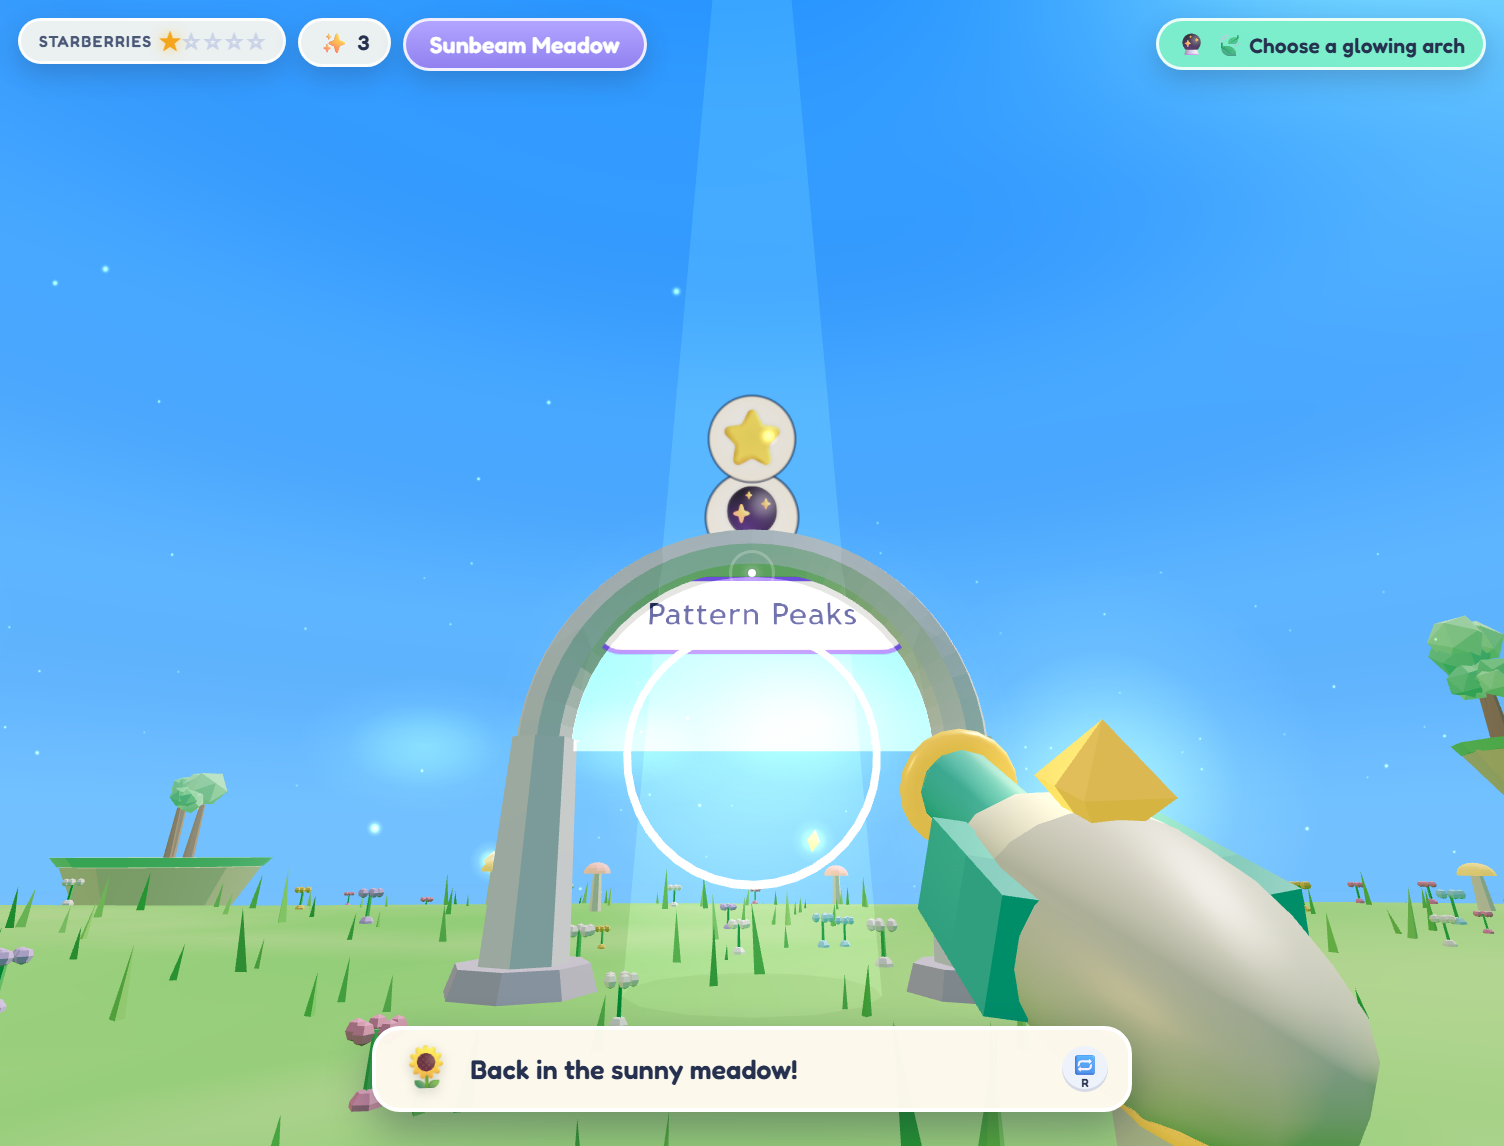 STARBERRIES
3
Sunbeam Meadow
Choose a glowing arch
Pattern Peaks
Back in the sunny meadow!
R